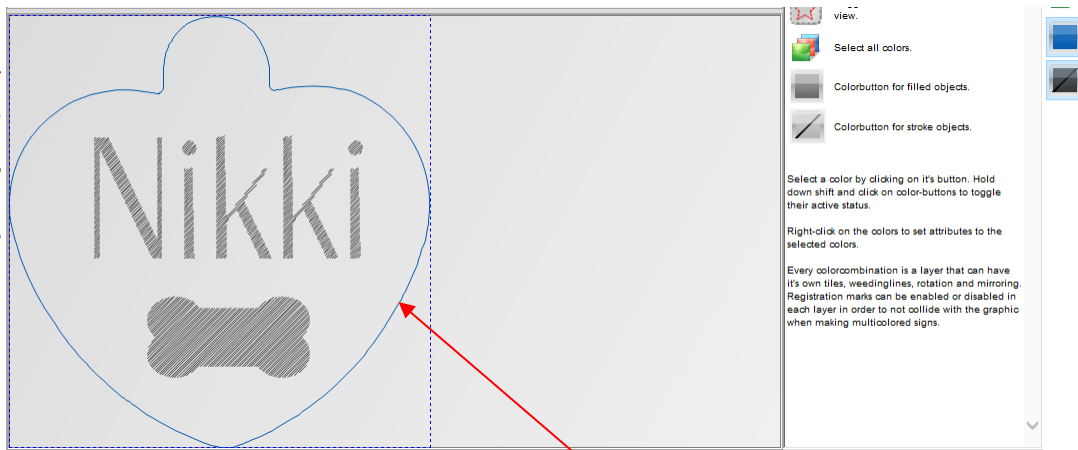 Nikki
view.
Select all colors.
Colorbutton for filled objects.
Colorbutton for stroke objects.
Select a color by clicking on it's button. Hold
down shift and click on color-buttons to toggle
their active status.
Right-click on the colors to set attributes to the
selected colors.
Every colorcombination is a layer that can have
it's own tiles, weedinglines, rotation and mirroring.
Registration marks can be enabled or disabled in
each layer in order to not collide with the graphic
when making multicolored signs.